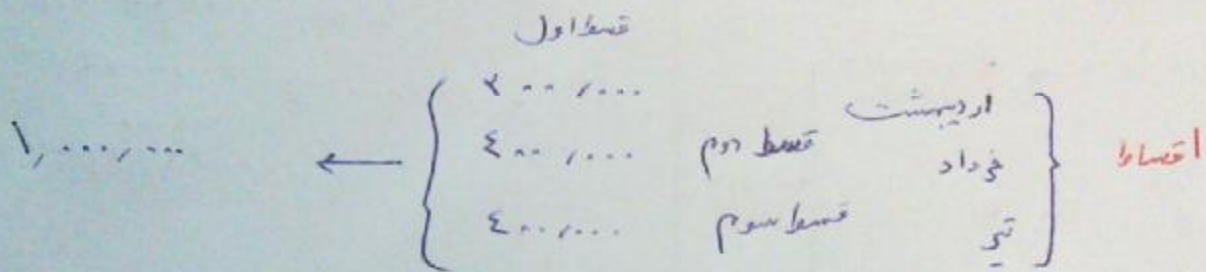 قسط اول
اردیبهشت ۲۰۰,۰۰۰
اقساط خرداد قسط دوم ۴۰۰,۰۰۰ ← ۱,۰۰۰,۰۰۰
تیر قسط سوم ۴۰۰,۰۰۰